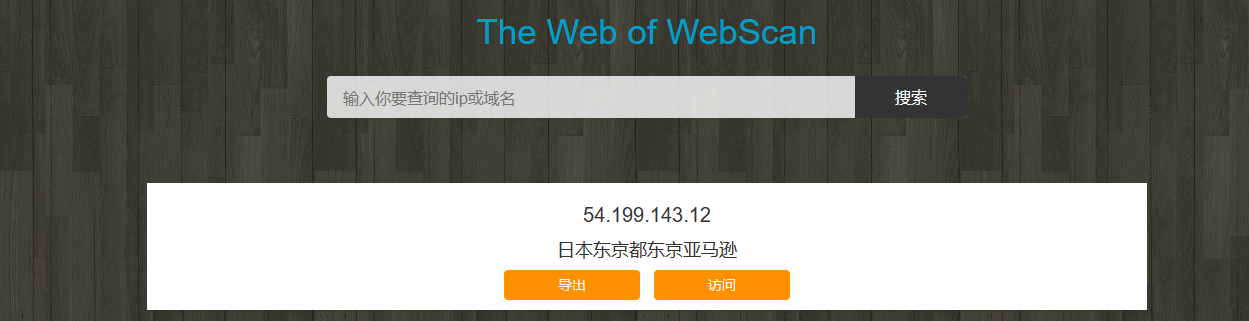 The Web of WebScan
输入你要查询的ip或域名
搜索
54.199.143.12
日本东京都东京亚马逊
导出
访问